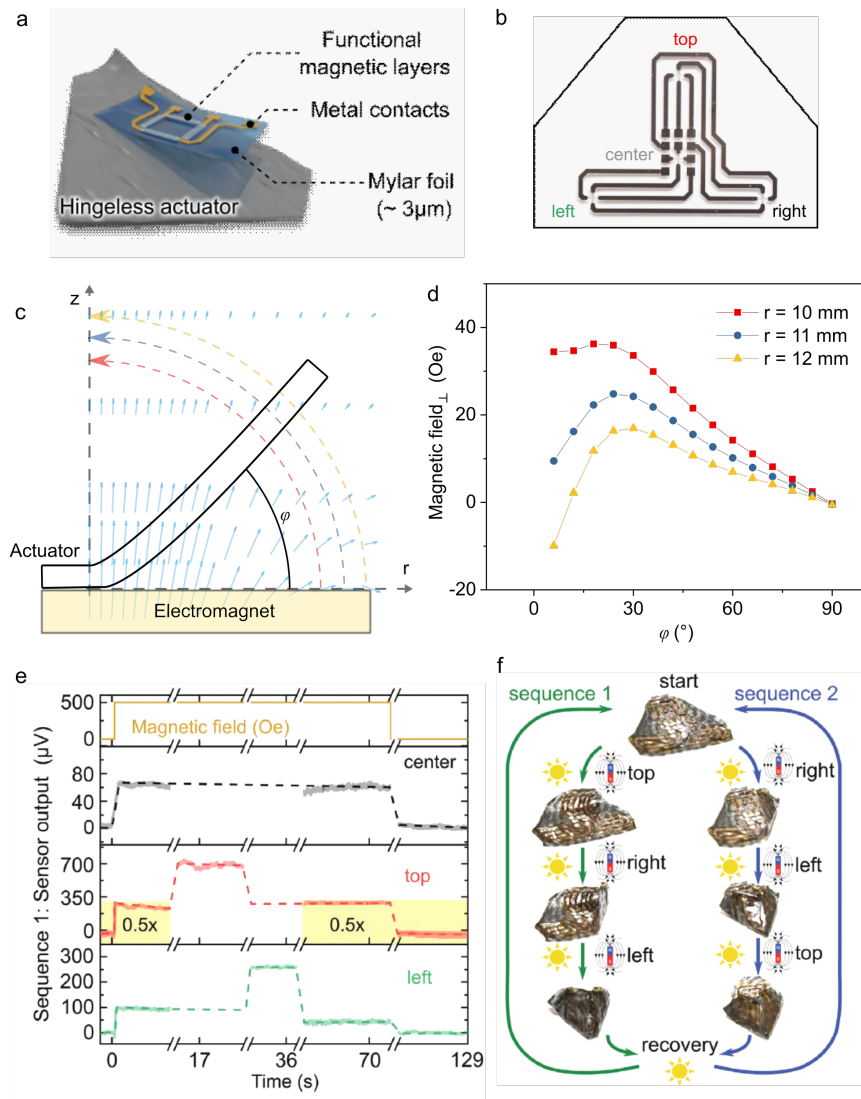 a
Functional
magnetic layers
Metal contacts
Mylar foil
(~ 3μm)
Hingeless actuator
b
top
center
left
right
c
z
φ
Actuator
r
Electromagnet
d
Magnetic field⊥ (Oe)
40
20
0
-20
r = 10 mm
r = 11 mm
r = 12 mm
0
30
60
90
φ (°)
e
Sequence 1: Sensor output (μV)
500
0
Magnetic field (Oe)
80
40
0
center
700
350
0
top
0.5x
0.5x
300
200
100
0
left
0
17
36
70
129
Time (s)
f
sequence 1
start
sequence 2
top
right
right
left
left
top
recovery